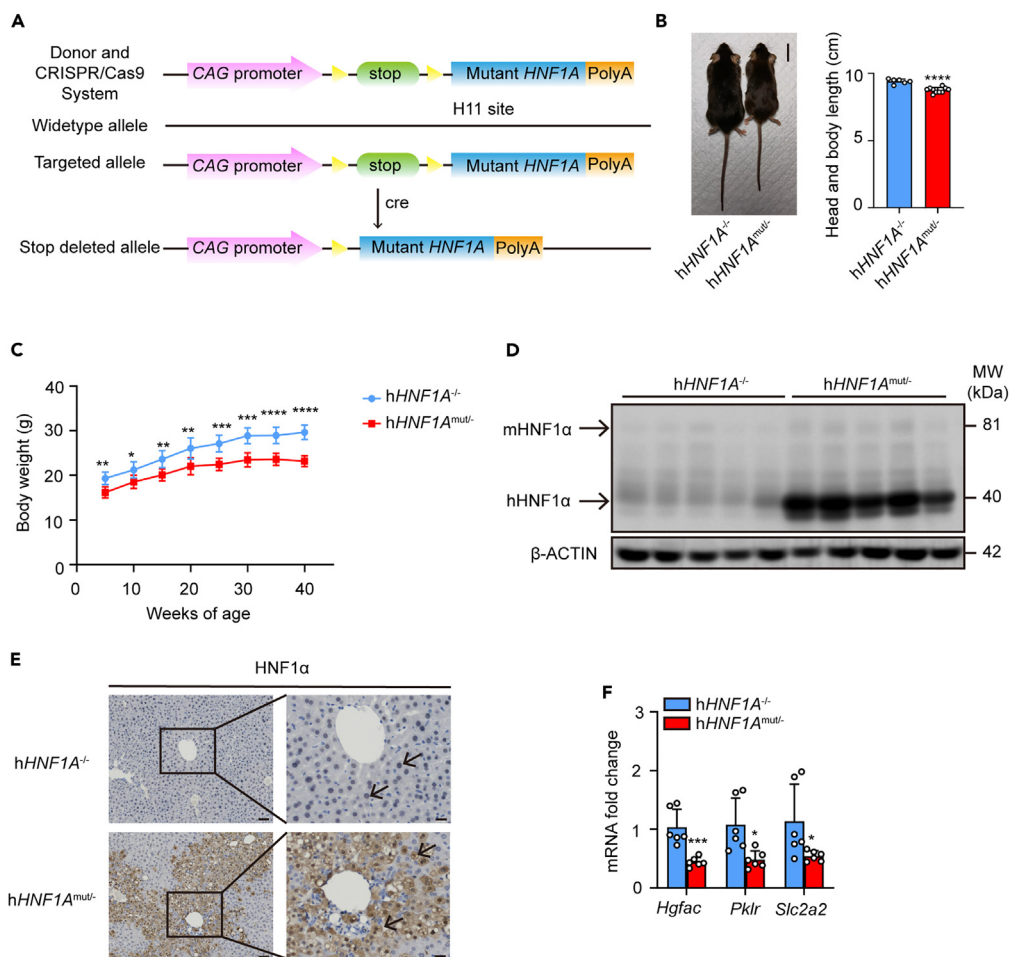 A
Donor and
CRISPR/Cas9
System
CAG promoter
stop
Mutant HNF1A
PolyA
H11 site
Widetype allele
Targeted allele
CAG promoter
stop
Mutant HNF1A
PolyA
cre
Stop deleted allele
CAG promoter
Mutant HNF1A
PolyA
B
hHNF1A-/-
hHNF1Amut/-
Head and body length (cm)
10
5
0
****
hHNF1A-/-
hHNF1Amut/-
C
Body weight (g)
40
30
20
10
0
** * ** ** *** *** **** ****
0 10 20 30 40
Weeks of age
hHNF1A-/-
hHNF1Amut/-
D
hHNF1A-/- hHNF1Amut/-
MW
(kDa)
mHNF1α
81
hHNF1α
40
β-ACTIN
42
E
HNF1α
hHNF1A-/-
hHNF1Amut/-
F
hHNF1A-/-
hHNF1Amut/-
mRNA fold change
3
2
1
0
*** * *
Hgfac Pklr Slc2a2